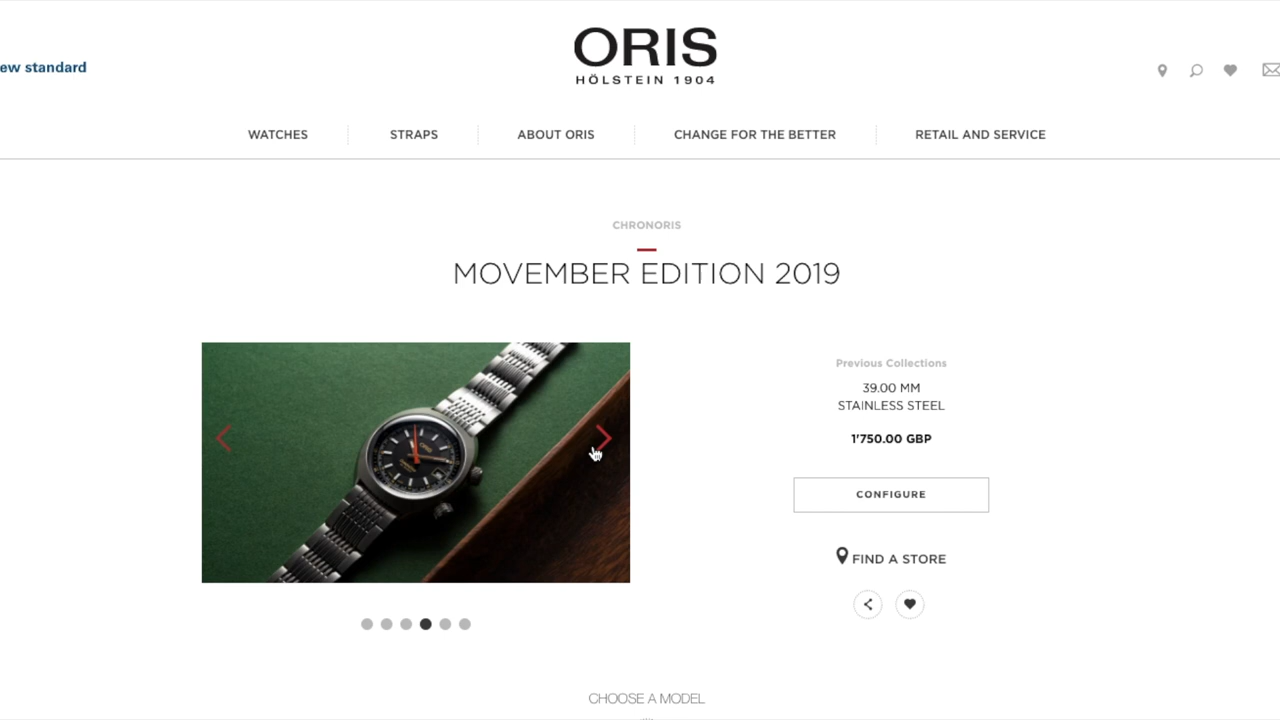 ew standard
ORIS
HÖLSTEIN 1904
WATCHES
STRAPS
ABOUT ORIS
CHANGE FOR THE BETTER
RETAIL AND SERVICE
CHRONORIS
MOVEMBER EDITION 2019
ORIS
Previous Collections
39.00 MM
STAINLESS STEEL
1'750.00 GBP
CONFIGURE
FIND A STORE
CHOOSE A MODEL